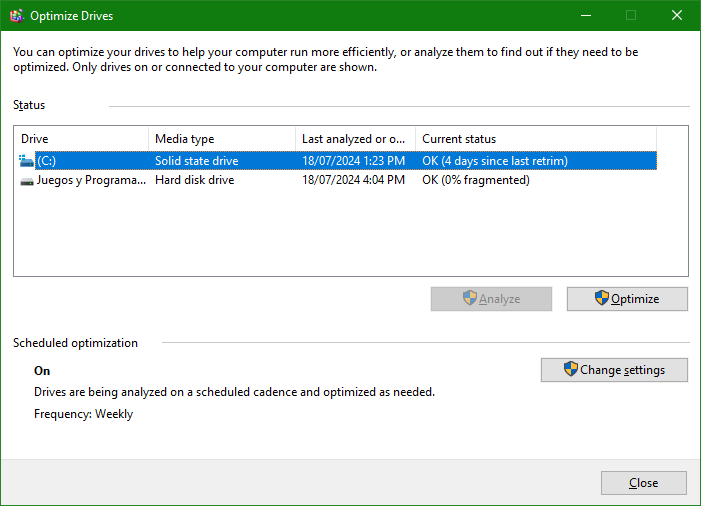 Optimize Drives
You can optimize your drives to help your computer run more efficiently, or analyze them to find out if they need to be
optimized. Only drives on or connected to your computer are shown.
Status
Drive Media type Last analyzed or o... Current status
(C:) Solid state drive 18/07/2024 1:23 PM OK (4 days since last retrim)
Juegos y Programa... Hard disk drive 18/07/2024 4:04 PM OK (0% fragmented)
Analyze Optimize
Scheduled optimization
On
Change settings
Drives are being analyzed on a scheduled cadence and optimized as needed.
Frequency: Weekly
Close